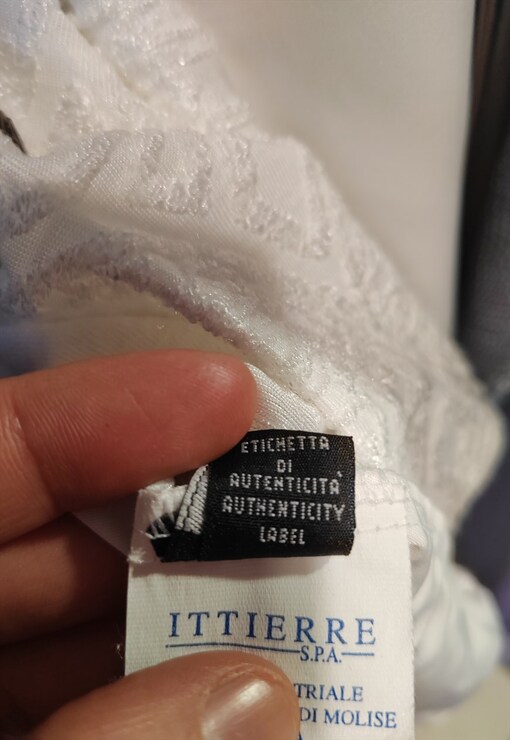 ETICHETTA
DI
AUTENTICITÀ
AUTHENTICITY
LABEL
ITTIERRE
S.P.A.
TRIALE
DI MOLISE